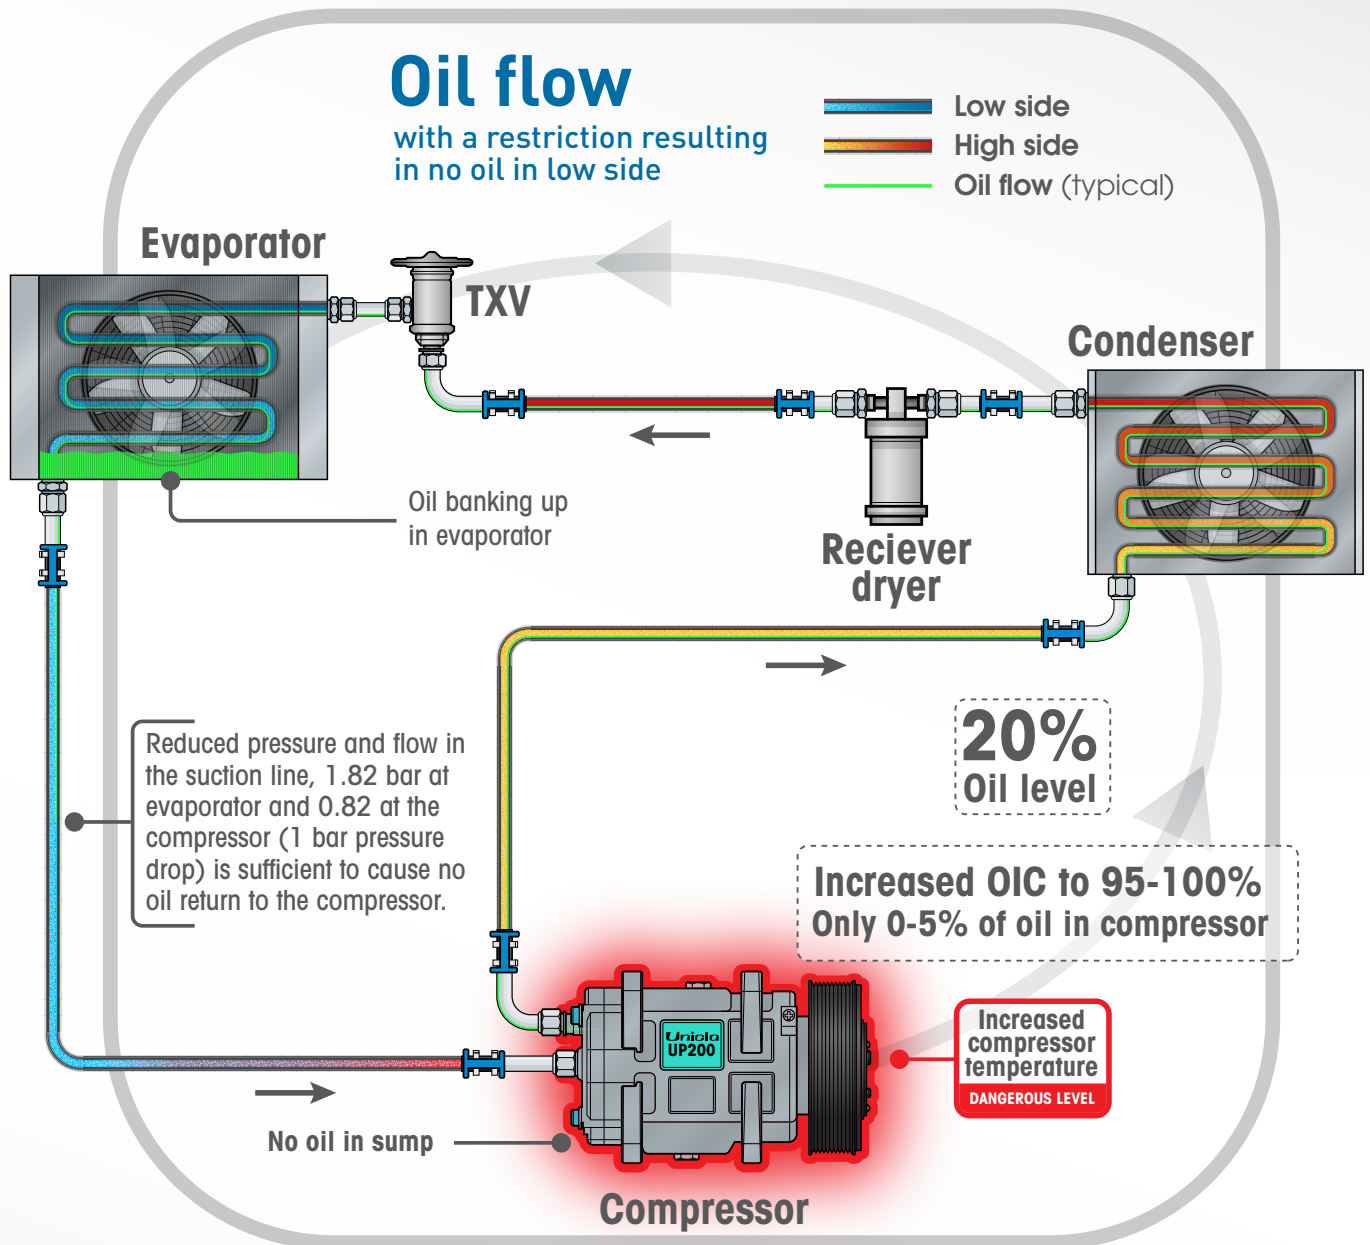 Oil flow
with a restriction resulting
in no oil in low side
Low side
High side
Oil flow (typical)
Evaporator
TXV
Condenser
Oil banking up
in evaporator
Reciever
dryer
Reduced pressure and flow in
the suction line, 1.82 bar at
evaporator and 0.82 at the
compressor (1 bar pressure
drop) is sufficient to cause no
oil return to the compressor.
20%
Oil level
Increased OIC to 95-100%
Only 0-5% of oil in compressor
Unicla
UP200
Increased
compressor
temperature
DANGEROUS LEVEL
No oil in sump
Compressor